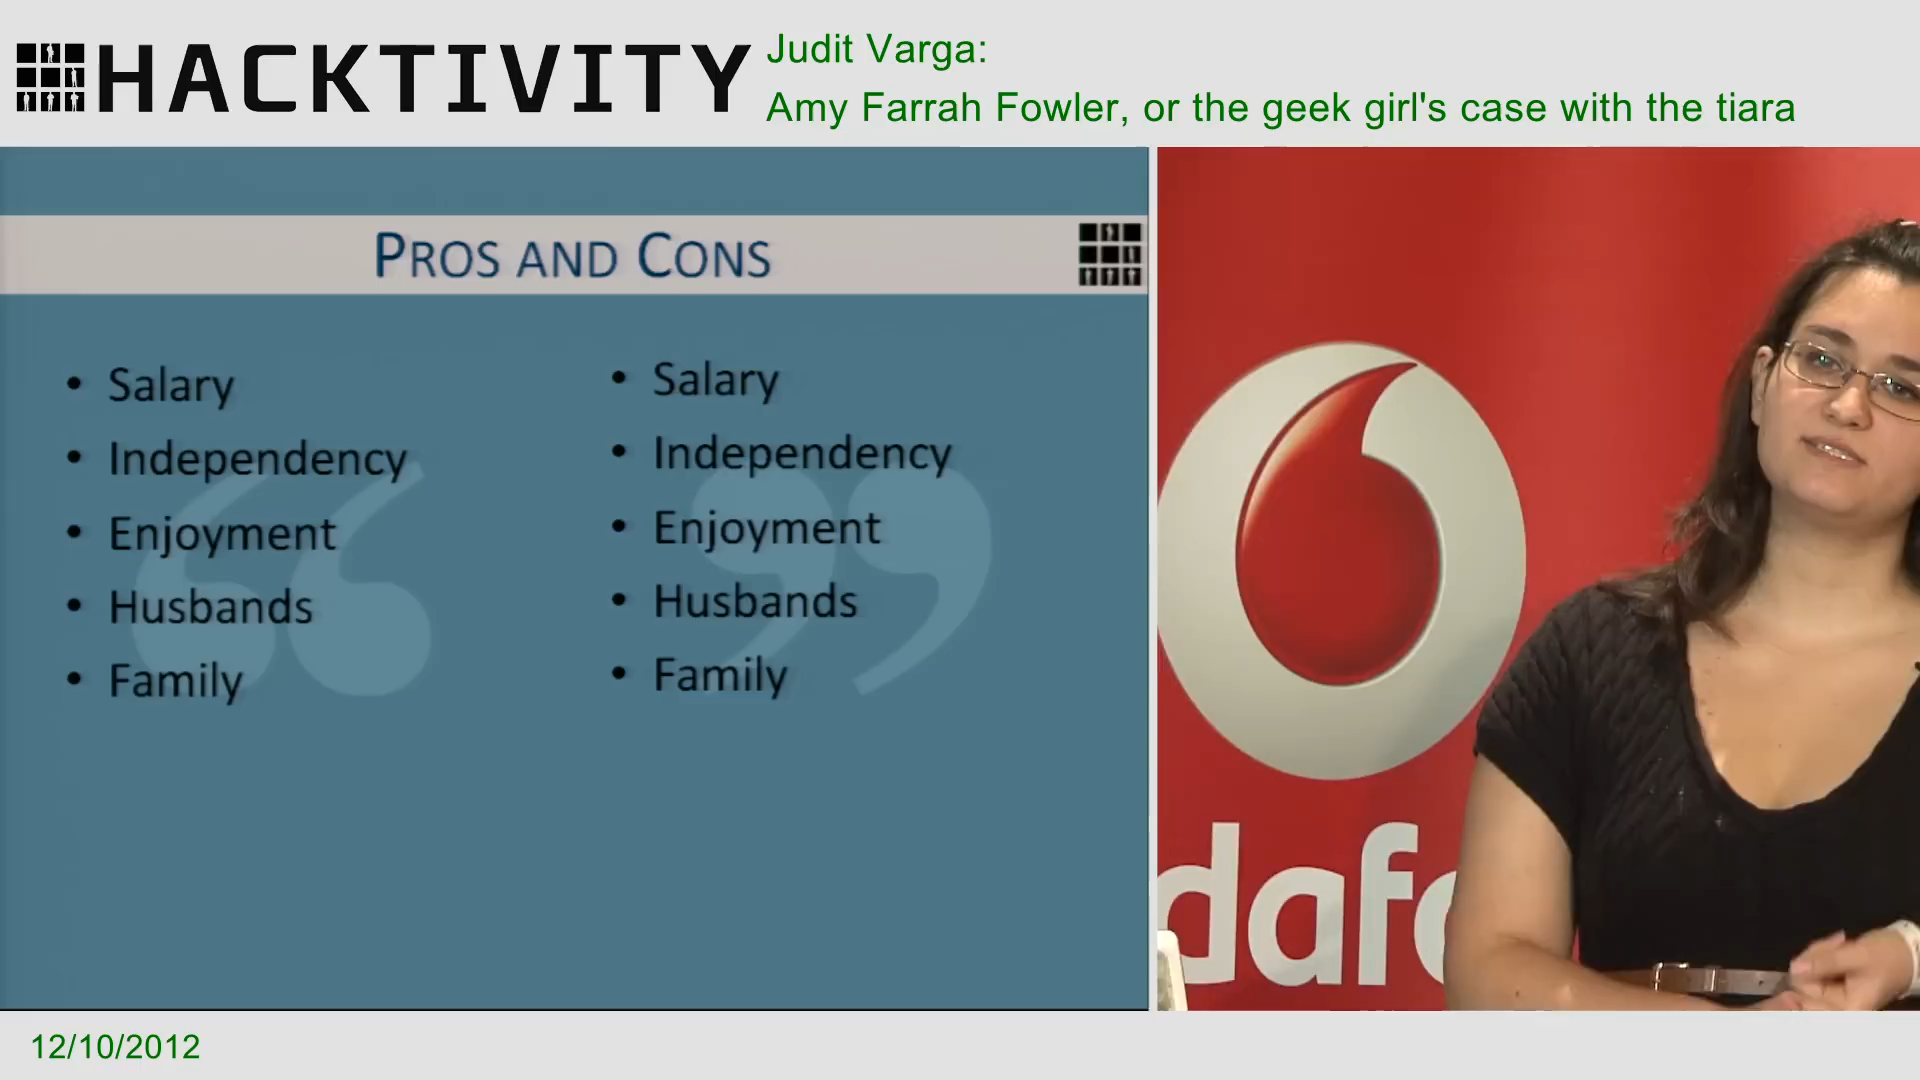 HACKTIVITY
Judit Varga:
Amy Farrah Fowler, or the geek girl's case with the tiara
PROS AND CONS
• Salary
• Independency
• Enjoyment
• Husbands
• Family
• Salary
• Independency
• Enjoyment
• Husbands
• Family
dafo
12/10/2012